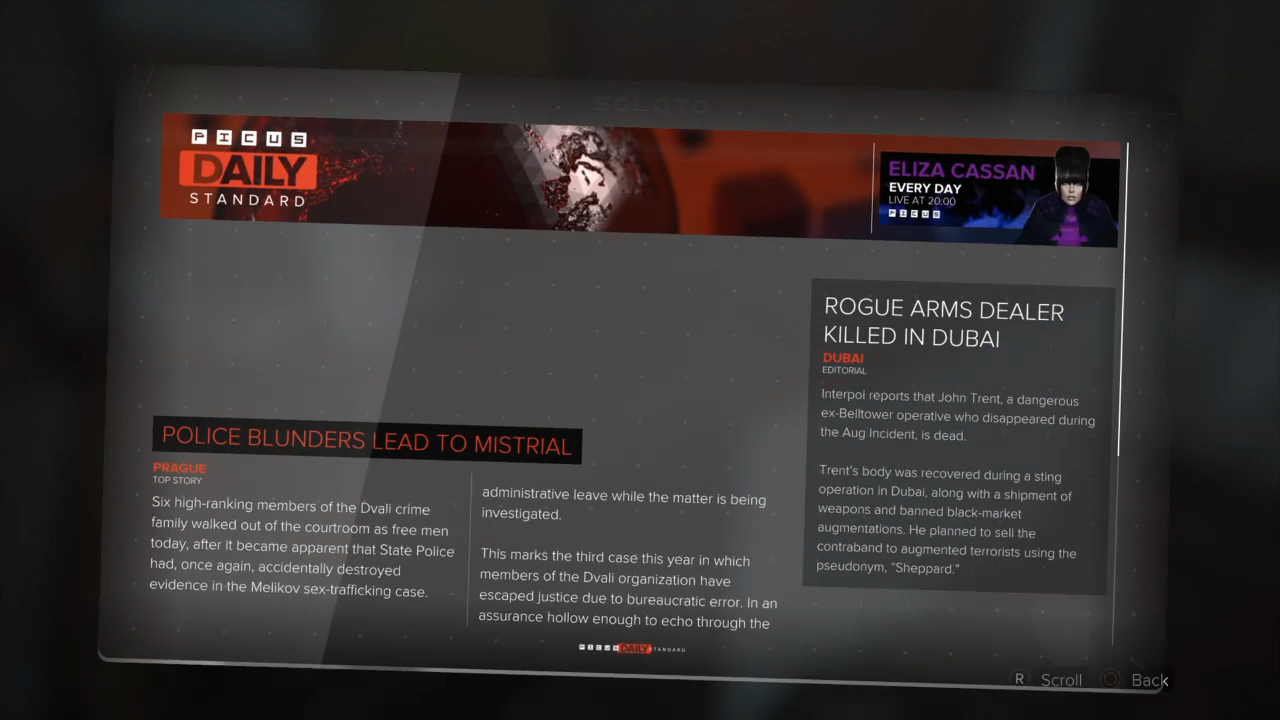 SOLOTO
PICUS
DAILY
STANDARD
ELIZA CASSAN
EVERY DAY
LIVE AT 20:00
PICUS
POLICE BLUNDERS LEAD TO MISTRIAL
PRAGUE
TOP STORY
Six high-ranking members of the Dvali crime
family walked out of the courtroom as free men
today, after it became apparent that State Police
had, once again, accidentally destroyed
evidence in the Melikov sex-trafficking case.
administrative leave while the matter is being
investigated.
This marks the third case this year in which
members of the Dvali organization have
escaped justice due to bureaucratic error. In an
assurance hollow enough to echo through the
ROGUE ARMS DEALER
KILLED IN DUBAI
DUBAI
EDITORIAL
Interpol reports that John Trent, a dangerous
ex-Belltower operative who disappeared during
the Aug Incident, is dead.
Trent's body was recovered during a sting
operation in Dubai, along with a shipment of
weapons and banned black-market
augmentations. He planned to sell the
contraband to augmented terrorists using the
pseudonym, "Sheppard."
PICUS DAILY STANDARD
R Scroll Back